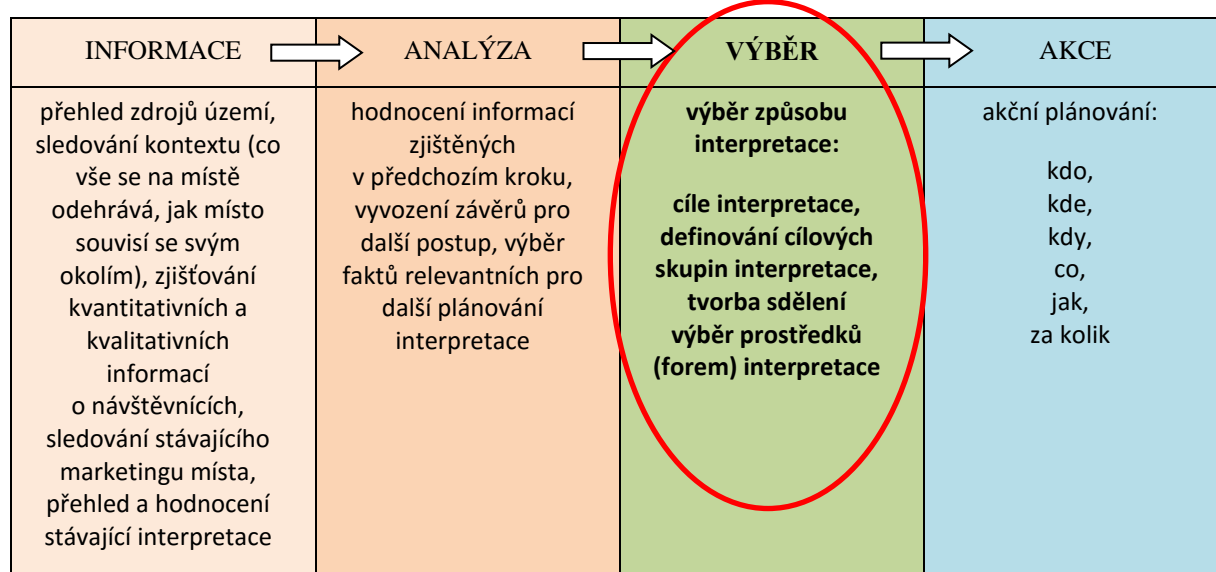 INFORMACE
ANALÝZA
VÝBĚR
AKCE
přehled zdrojů území,
sledování kontextu (co
vše se na místě
odehrává, jak místo
souvisí se svým
okolím), zjišťování
kvantitativních a
kvalitativních
informací
o návštěvnících,
sledování stávajícího
marketingu místa,
přehled a hodnocení
stávající interpretace
hodnocení informací
zjištěných
v předchozím kroku,
vyvození závěrů pro
další postup, výběr
faktů relevantních pro
další plánování
interpretace
výběr způsobu
interpretace:
cíle interpretace,
definování cílových
skupin interpretace,
tvorba sdělení
výběr prostředků
(forem) interpretace
akční plánování:
kdo,
kde,
kdy,
co,
jak,
za kolik